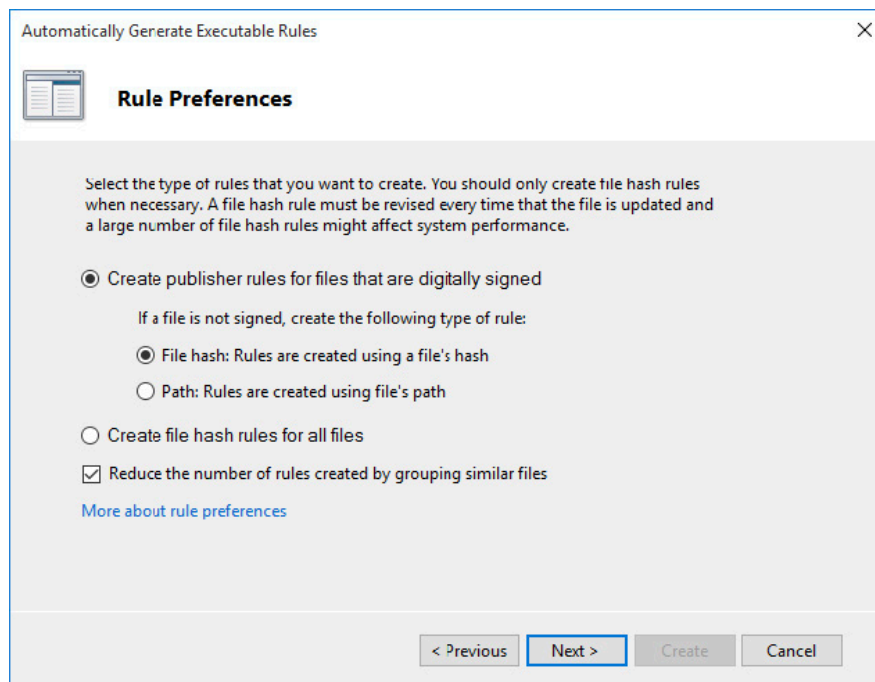 Automatically Generate Executable Rules
Rule Preferences
Select the type of rules that you want to create. You should only create file hash rules
when necessary. A file hash rule must be revised every time that the file is updated and
a large number of file hash rules might affect system performance.
Create publisher rules for files that are digitally signed
If a file is not signed, create the following type of rule:
File hash: Rules are created using a file's hash
Path: Rules are created using file's path
Create file hash rules for all files
Reduce the number of rules created by grouping similar files
More about rule preferences
< Previous
Next >
Create
Cancel